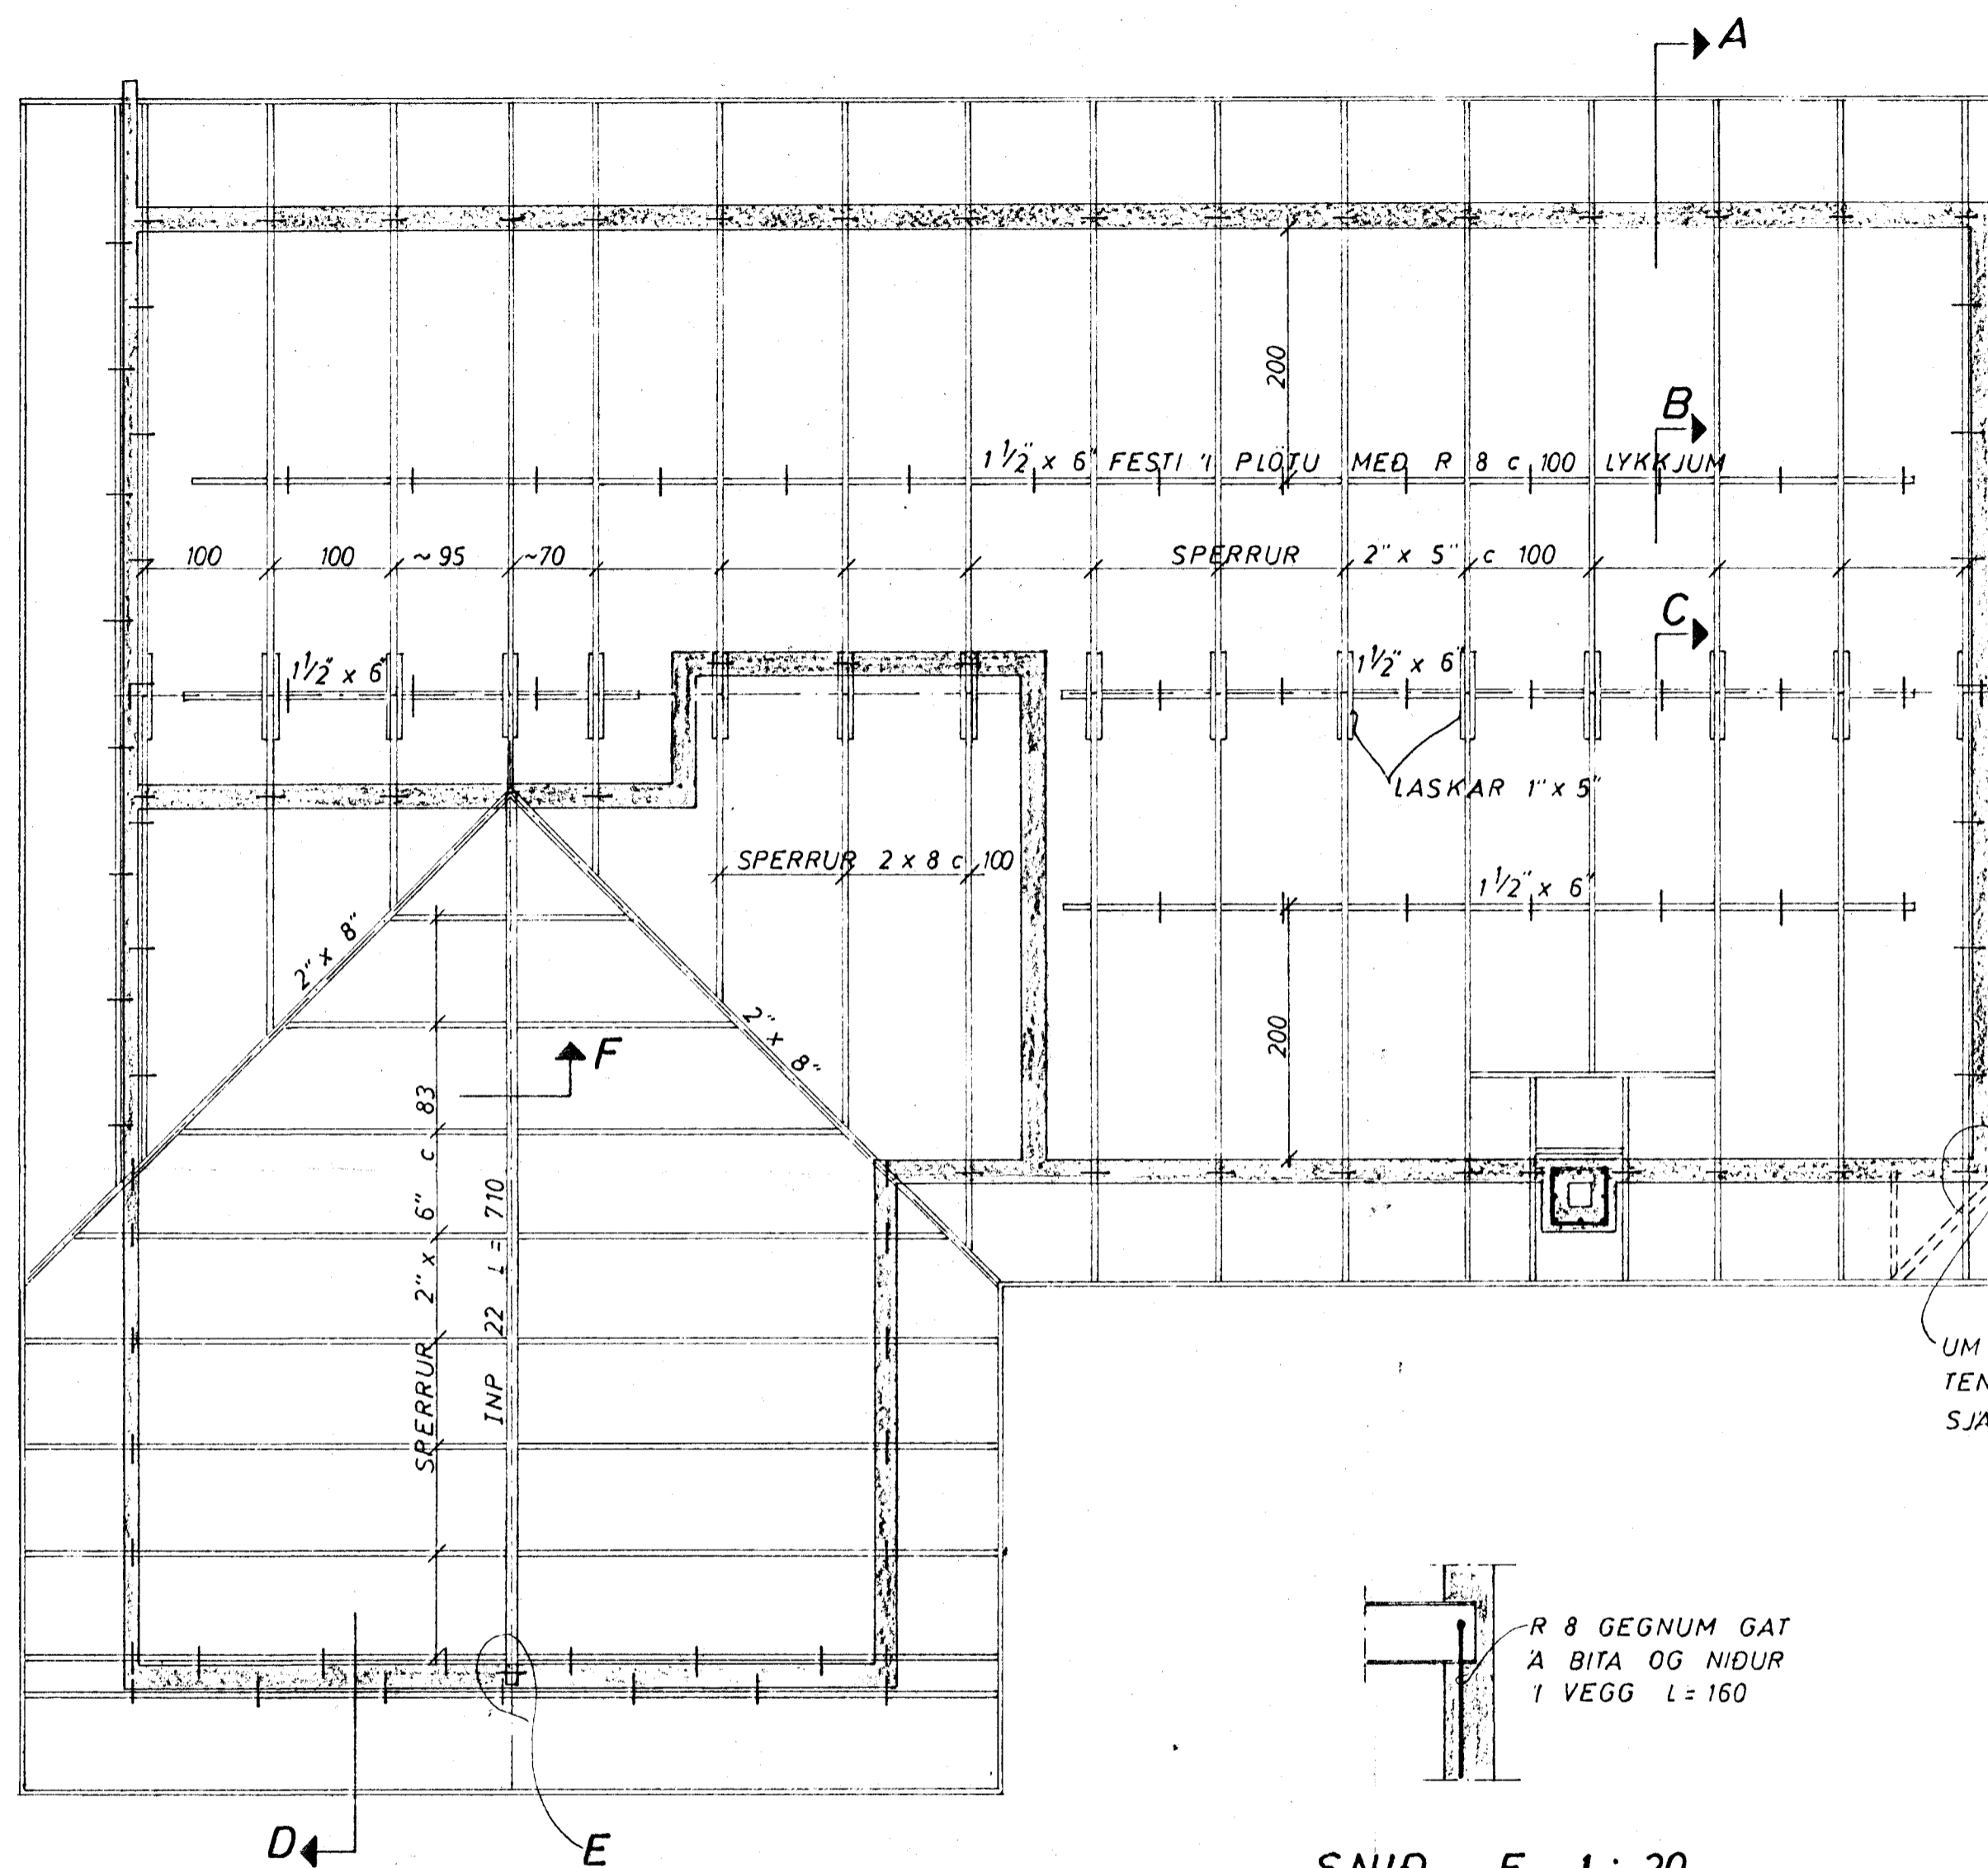 A
200
B
1 1/2" x 6" FESTI Í PLÖTU MEÐ R 8 c 100 LYKKJUM
100 100 ~95 ~70
SPERRUR 2" x 5" c 100
C
1 1/2" x 6"
1 1/2" x 6"
LASKAR 1" x 5"
SPERRUR 2 x 8 c 100
1 1/2" x 6"
2" x 8"
2" x 8"
200
F
SPERRUR 2" x 6" c 83
INP 22 L = 710
UM
SJÁ
R 8 GEGNUM GAT
Á BITA OG NIÐUR
Í VEGG L = 160
D
E
SNIÐ E 1 : 20